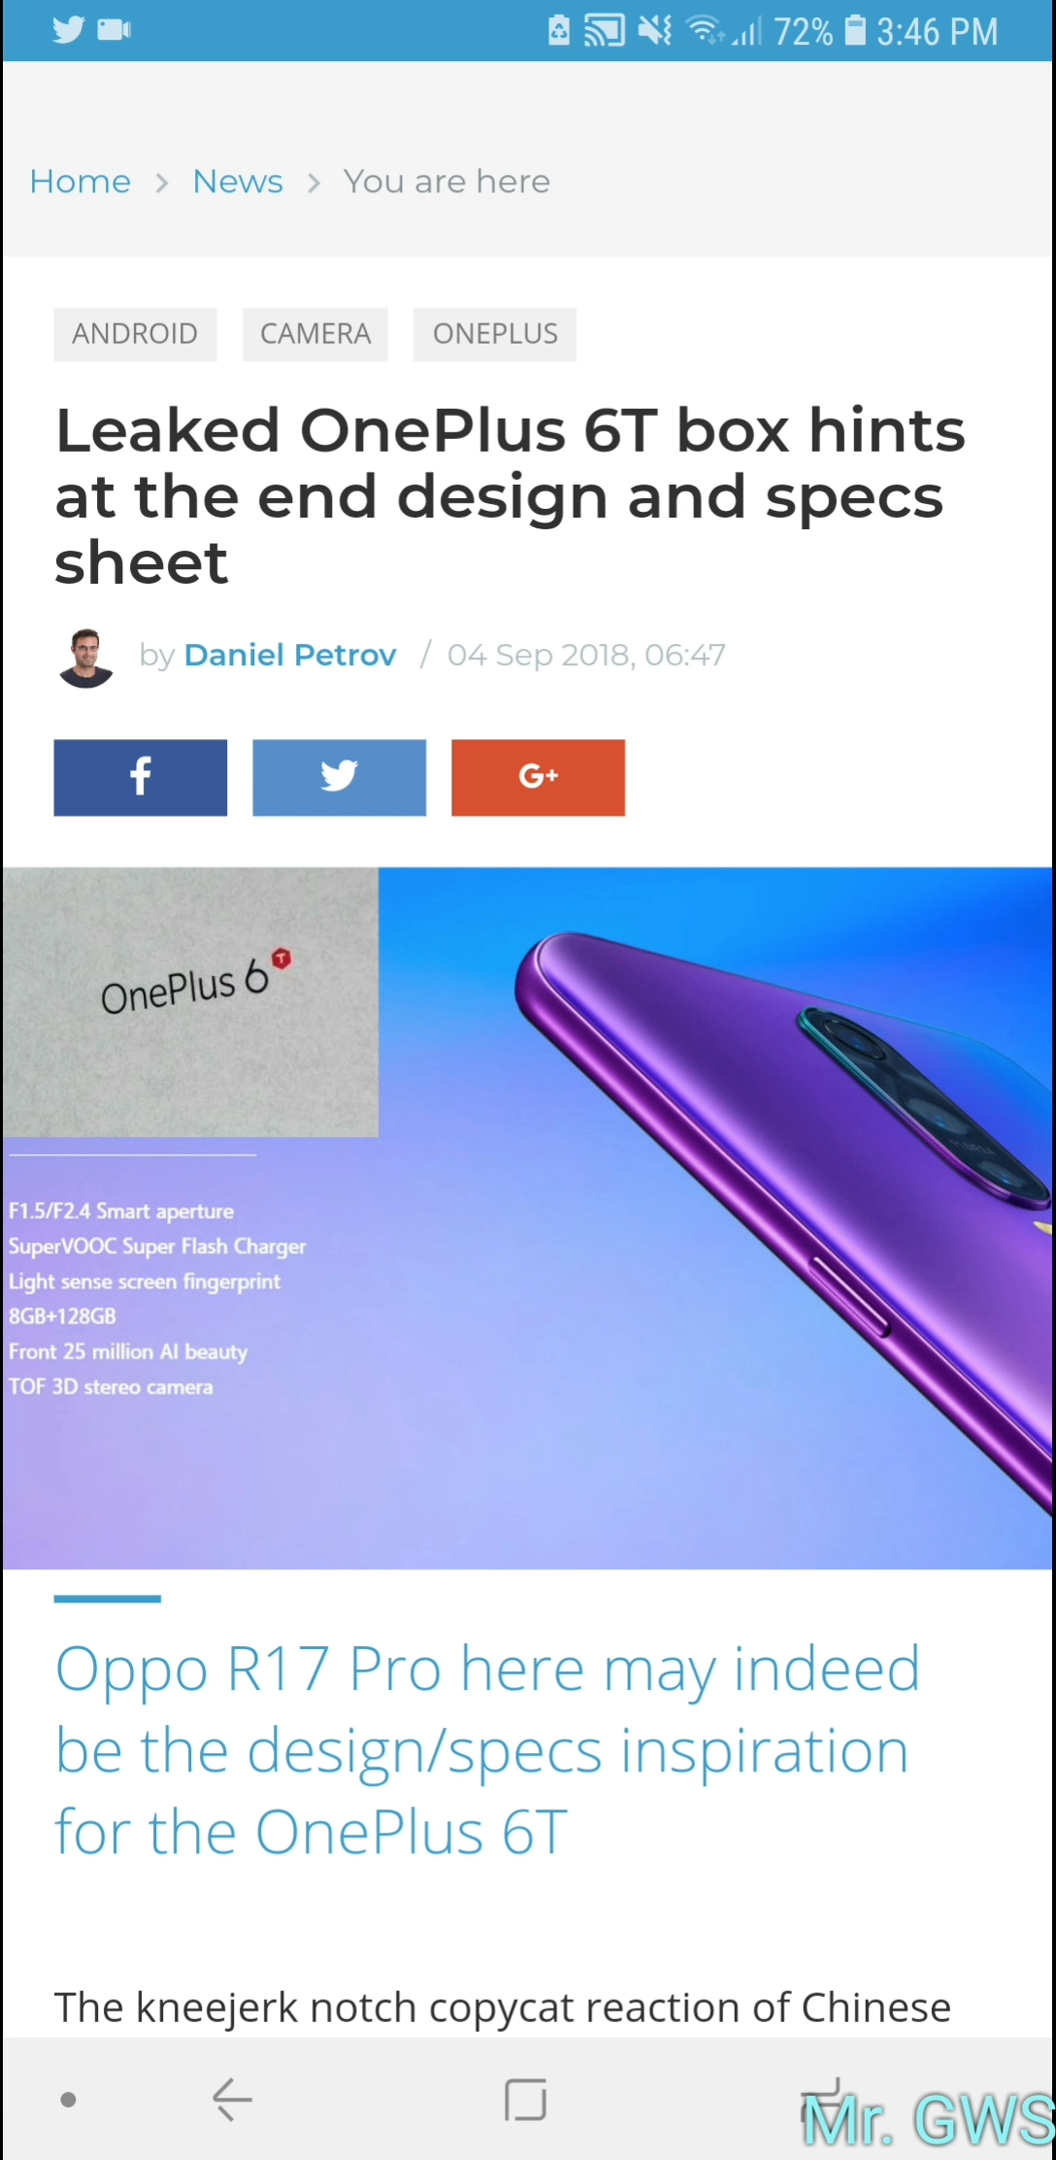 72% 3:46 PM
Home > News > You are here
ANDROID CAMERA ONEPLUS
Leaked OnePlus 6T box hints
at the end design and specs
sheet
by Daniel Petrov / 04 Sep 2018, 06:47
f G+
OnePlus 6T
F1.5/F2.4 Smart aperture
SuperVOOC Super Flash Charger
Light sense screen fingerprint
8GB+128GB
Front 25 million AI beauty
TOF 3D stereo camera
Oppo R17 Pro here may indeed
be the design/specs inspiration
for the OnePlus 6T
The kneejerk notch copycat reaction of Chinese
Mr. GWS